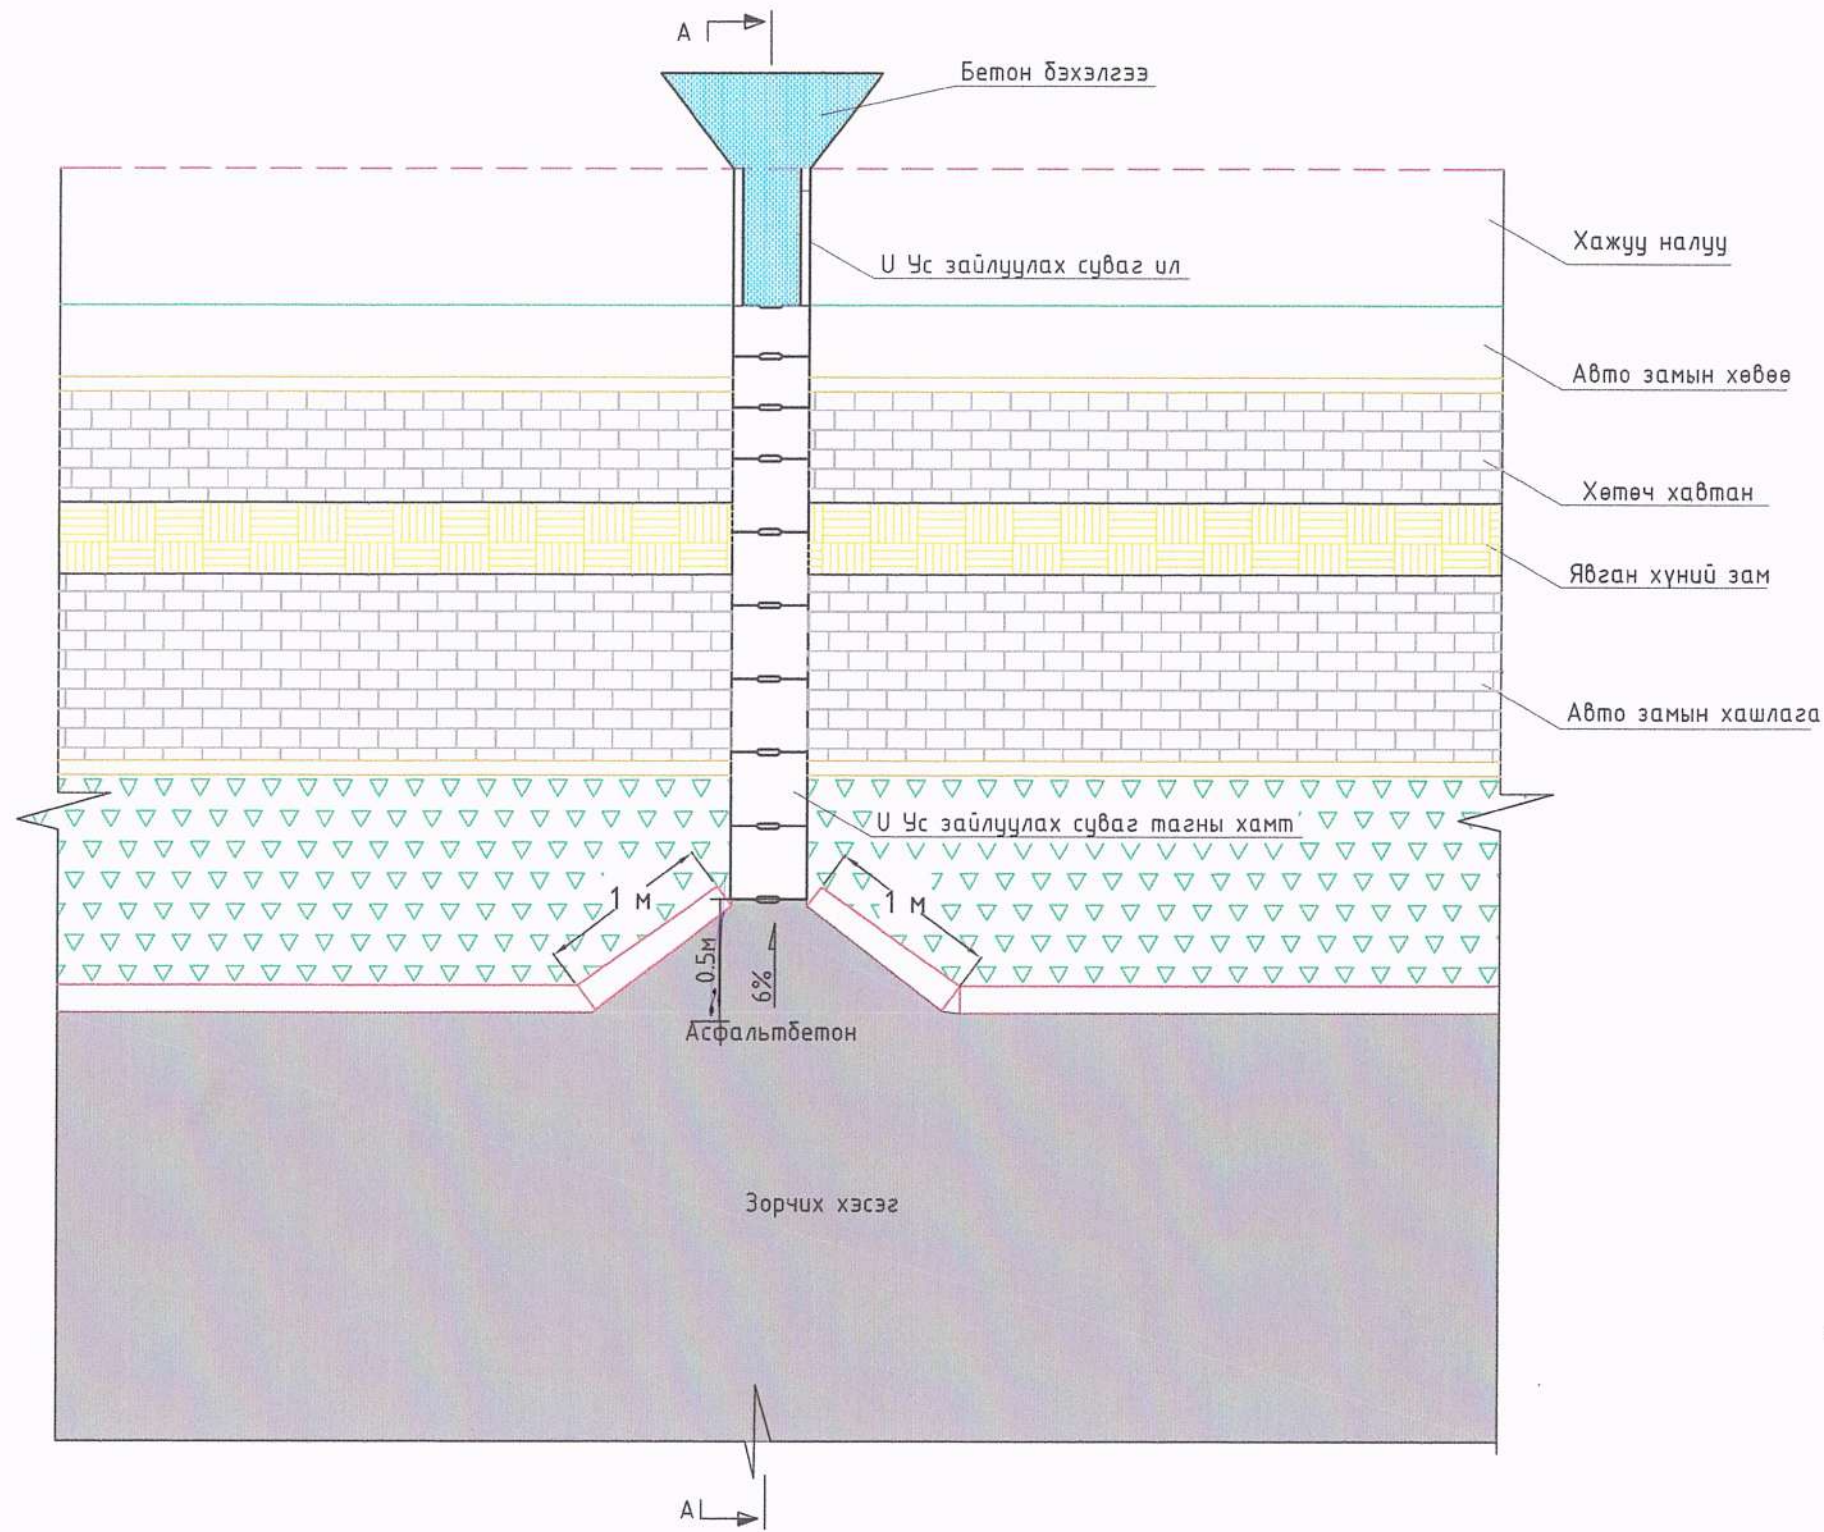 А
Бетон бэхэлгээ
Хажуу налуу
U Ус зайлуулах суваг ил
Авто замын хөвөө
Хөтөч хавтан
Явган хүний зам
Авто замын хашлага
U Ус зайлуулах суваг тагны хамт
1 м
1 м
0.5м
6%
Асфальтбетон
Зорчих хэсэг
А